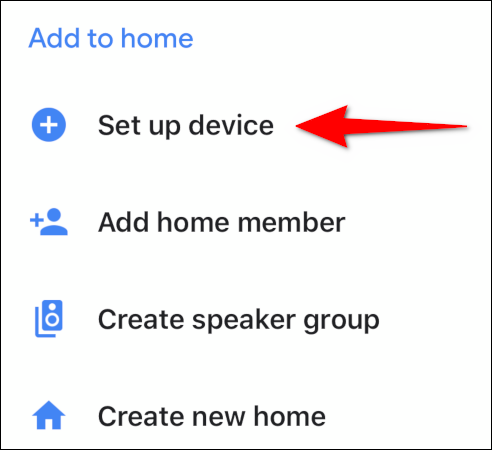 Add to home
Set up device
Add home member
Create speaker group
Create new home